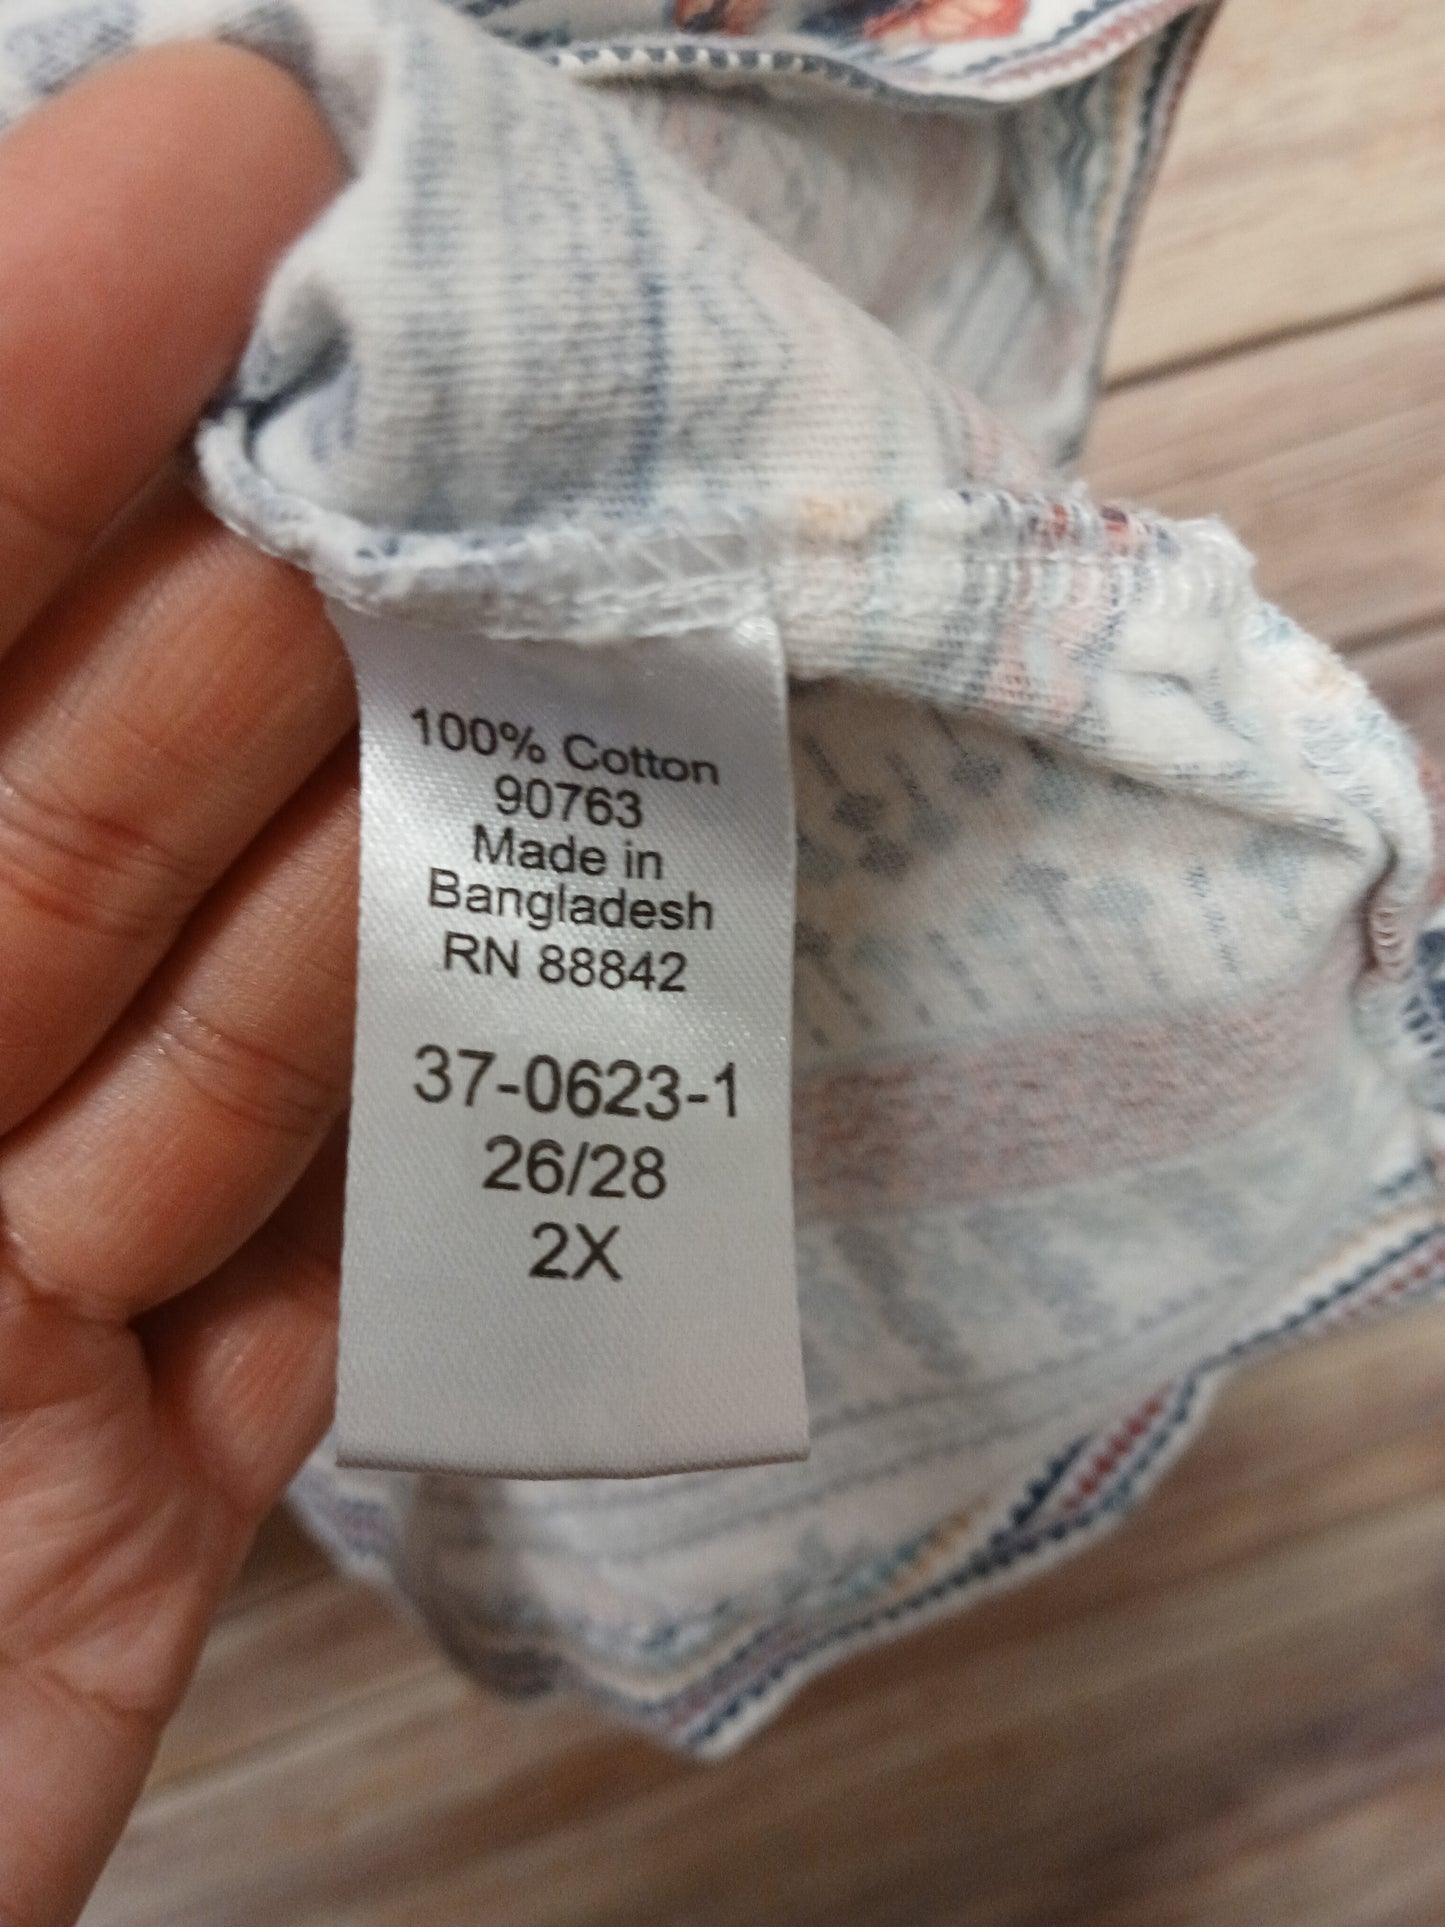 100% Cotton
90763
Made in
Bangladesh
RN 88842
37-0623-1
26/28
2X